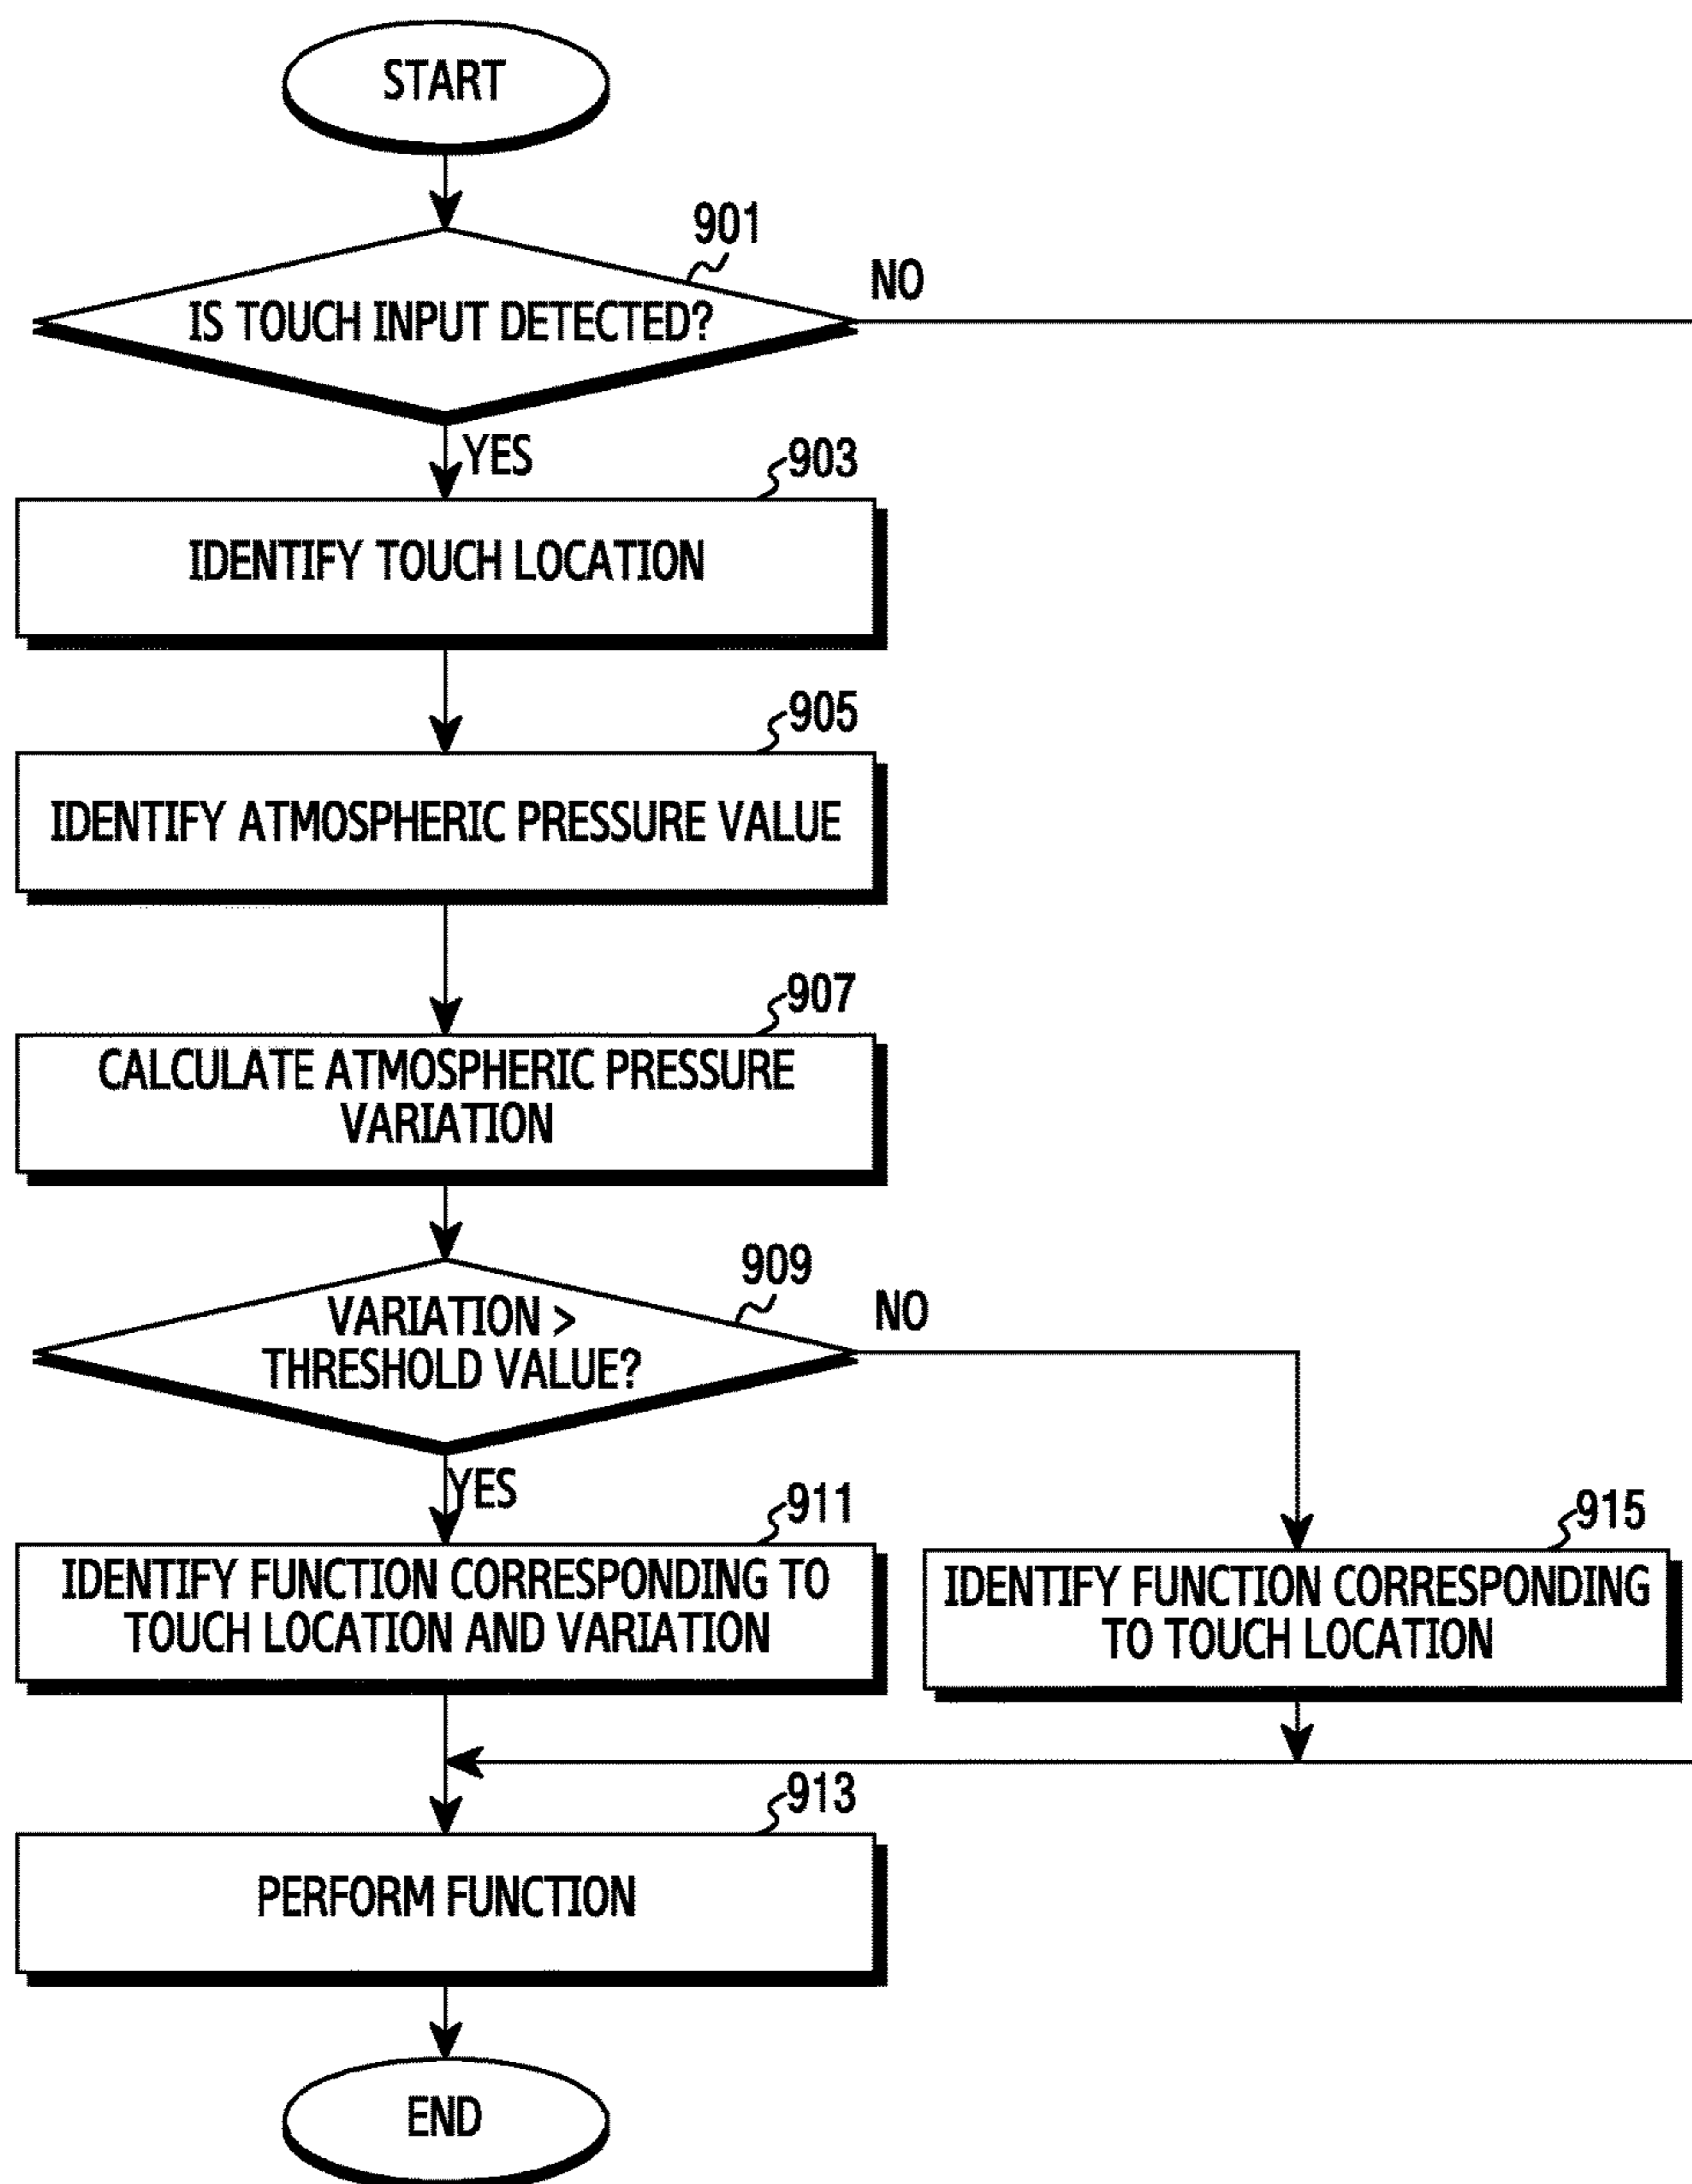 START
901
NO
IS TOUCH INPUT DETECTED?
YES
903
IDENTIFY TOUCH LOCATION
905
IDENTIFY ATMOSPHERIC PRESSURE VALUE
907
CALCULATE ATMOSPHERIC PRESSURE
VARIATION
909
NO
VARIATION >
THRESHOLD VALUE?
YES
911
IDENTIFY FUNCTION CORRESPONDING TO
TOUCH LOCATION AND VARIATION
915
IDENTIFY FUNCTION CORRESPONDING
TO TOUCH LOCATION
913
PERFORM FUNCTION
END